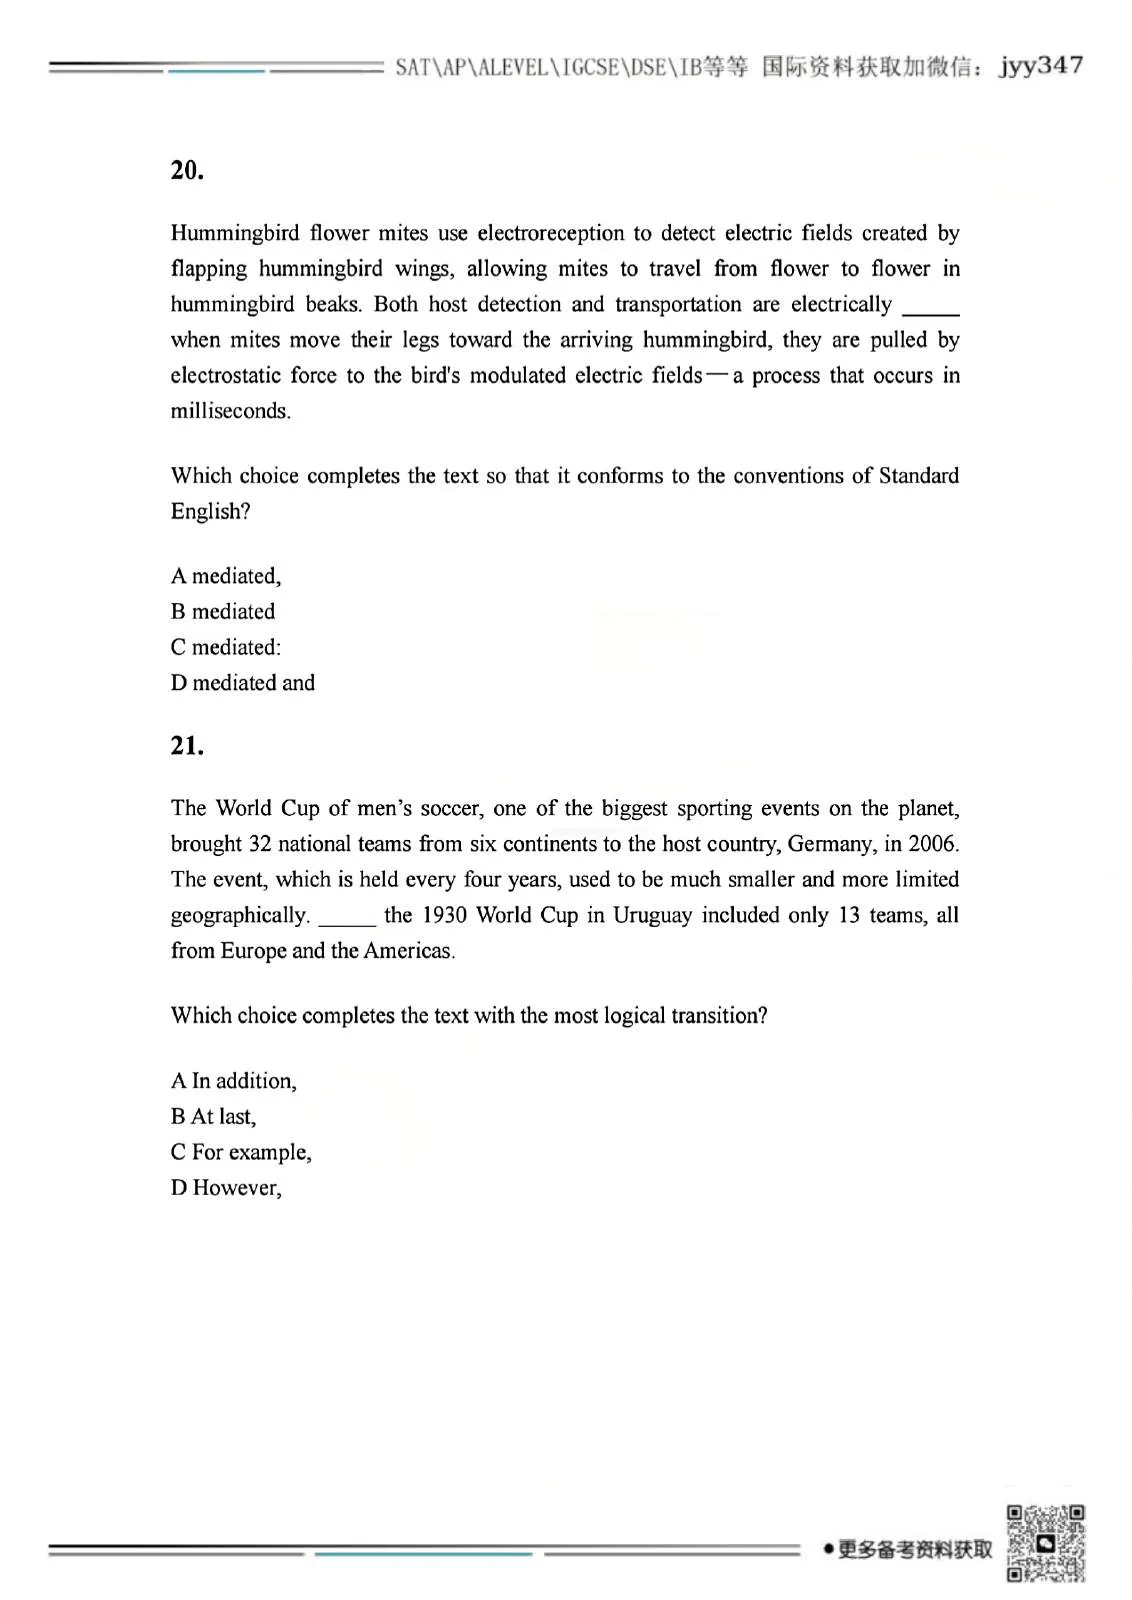 SAT\AP\ALEVEL\IGCSE\DSE\IB等等 国际资料获取加微信：jyy347
20.
Hummingbird flower mites use electroreception to detect electric fields created by
flapping hummingbird wings, allowing mites to travel from flower to flower in
hummingbird beaks. Both host detection and transportation are electrically _____
when mites move their legs toward the arriving hummingbird, they are pulled by
electrostatic force to the bird's modulated electric fields—a process that occurs in
milliseconds.
Which choice completes the text so that it conforms to the conventions of Standard
English?
A mediated,
B mediated
C mediated:
D mediated and
21.
The World Cup of men’s soccer, one of the biggest sporting events on the planet,
brought 32 national teams from six continents to the host country, Germany, in 2006.
The event, which is held every four years, used to be much smaller and more limited
geographically. _____ the 1930 World Cup in Uruguay included only 13 teams, all
from Europe and the Americas.
Which choice completes the text with the most logical transition?
A In addition,
B At last,
C For example,
D However,
●更多备考资料获取